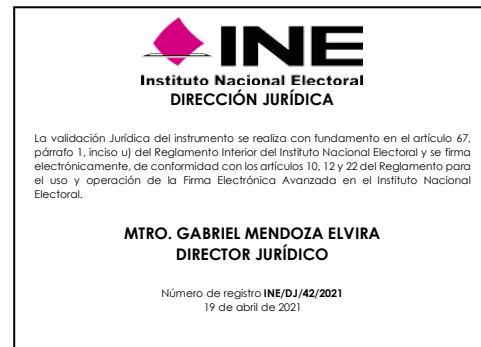 INE
Instituto Nacional Electoral
DIRECCIÓN JURÍDICA
La validación Jurídica del instrumento se realiza con fundamento en el artículo 67,
párrafo 1, inciso u) del Reglamento Interior del Instituto Nacional Electoral y se firma
electrónicamente, de conformidad con los artículos 10, 12 y 22 del Reglamento para
el uso y operación de la Firma Electrónica Avanzada en el Instituto Nacional
Electoral.
MTRO. GABRIEL MENDOZA ELVIRA
DIRECTOR JURÍDICO
Número de registro INE/DJ/42/2021
19 de abril de 2021